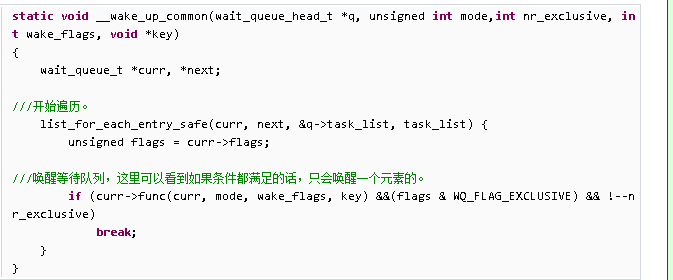 static void __wake_up_common(wait_queue_head_t *q, unsigned int mode,int nr_exclusive, in
t wake_flags, void *key)
{
    wait_queue_t *curr, *next;
///开始遍历。
    list_for_each_entry_safe(curr, next, &q->task_list, task_list) {
        unsigned flags = curr->flags;
///唤醒等待队列，这里可以看到如果条件都满足的话，只会唤醒一个元素的。
        if (curr->func(curr, mode, wake_flags, key) &&(flags & WQ_FLAG_EXCLUSIVE) && !--n
r_exclusive)
            break;
    }
}